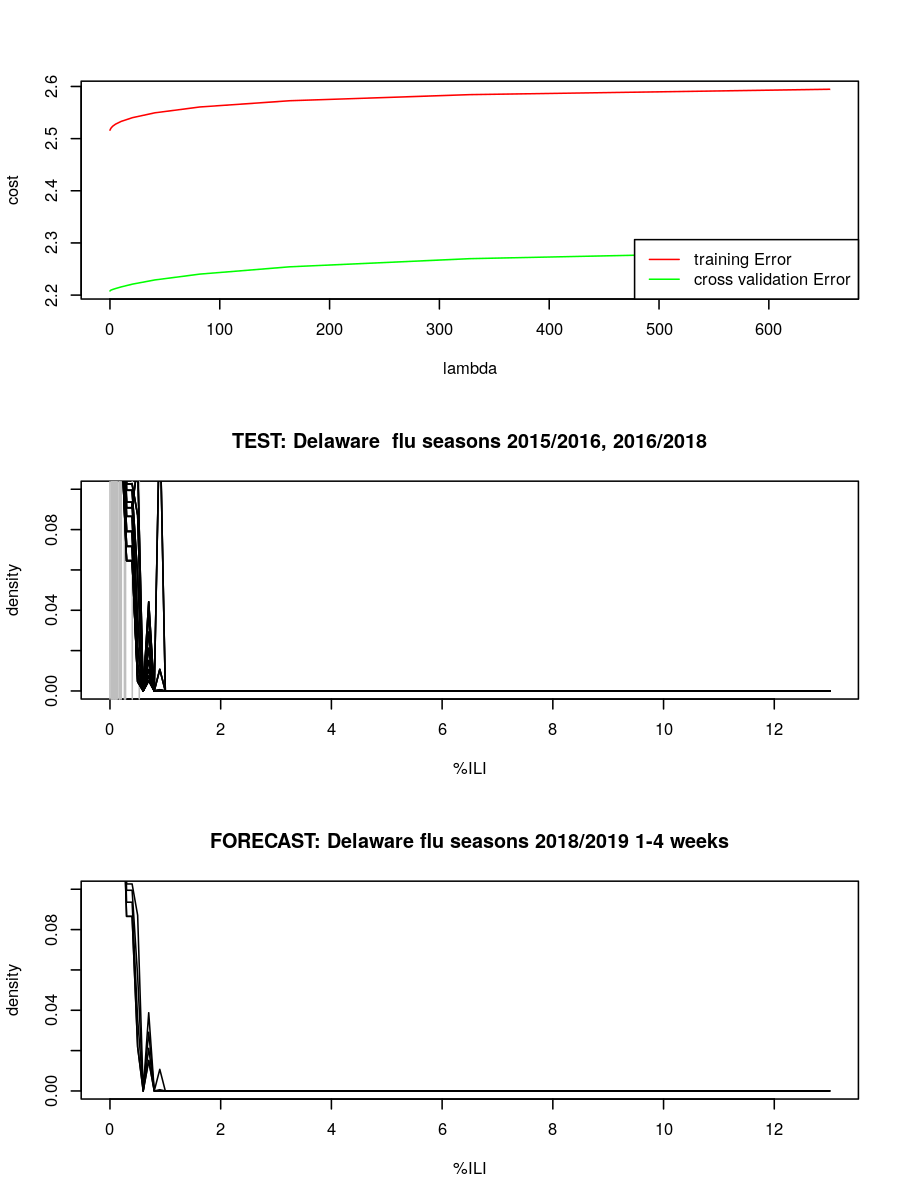 2.6
2.5
2.4
2.3
2.2
cost
training Error
cross validation Error
0 100 200 300 400 500 600
lambda
TEST: Delaware  flu seasons 2015/2016, 2016/2018
0.08
0.04
0.00
density
0 2 4 6 8 10 12
%ILI
FORECAST: Delaware flu seasons 2018/2019 1-4 weeks
0.08
0.04
0.00
density
0 2 4 6 8 10 12
%ILI